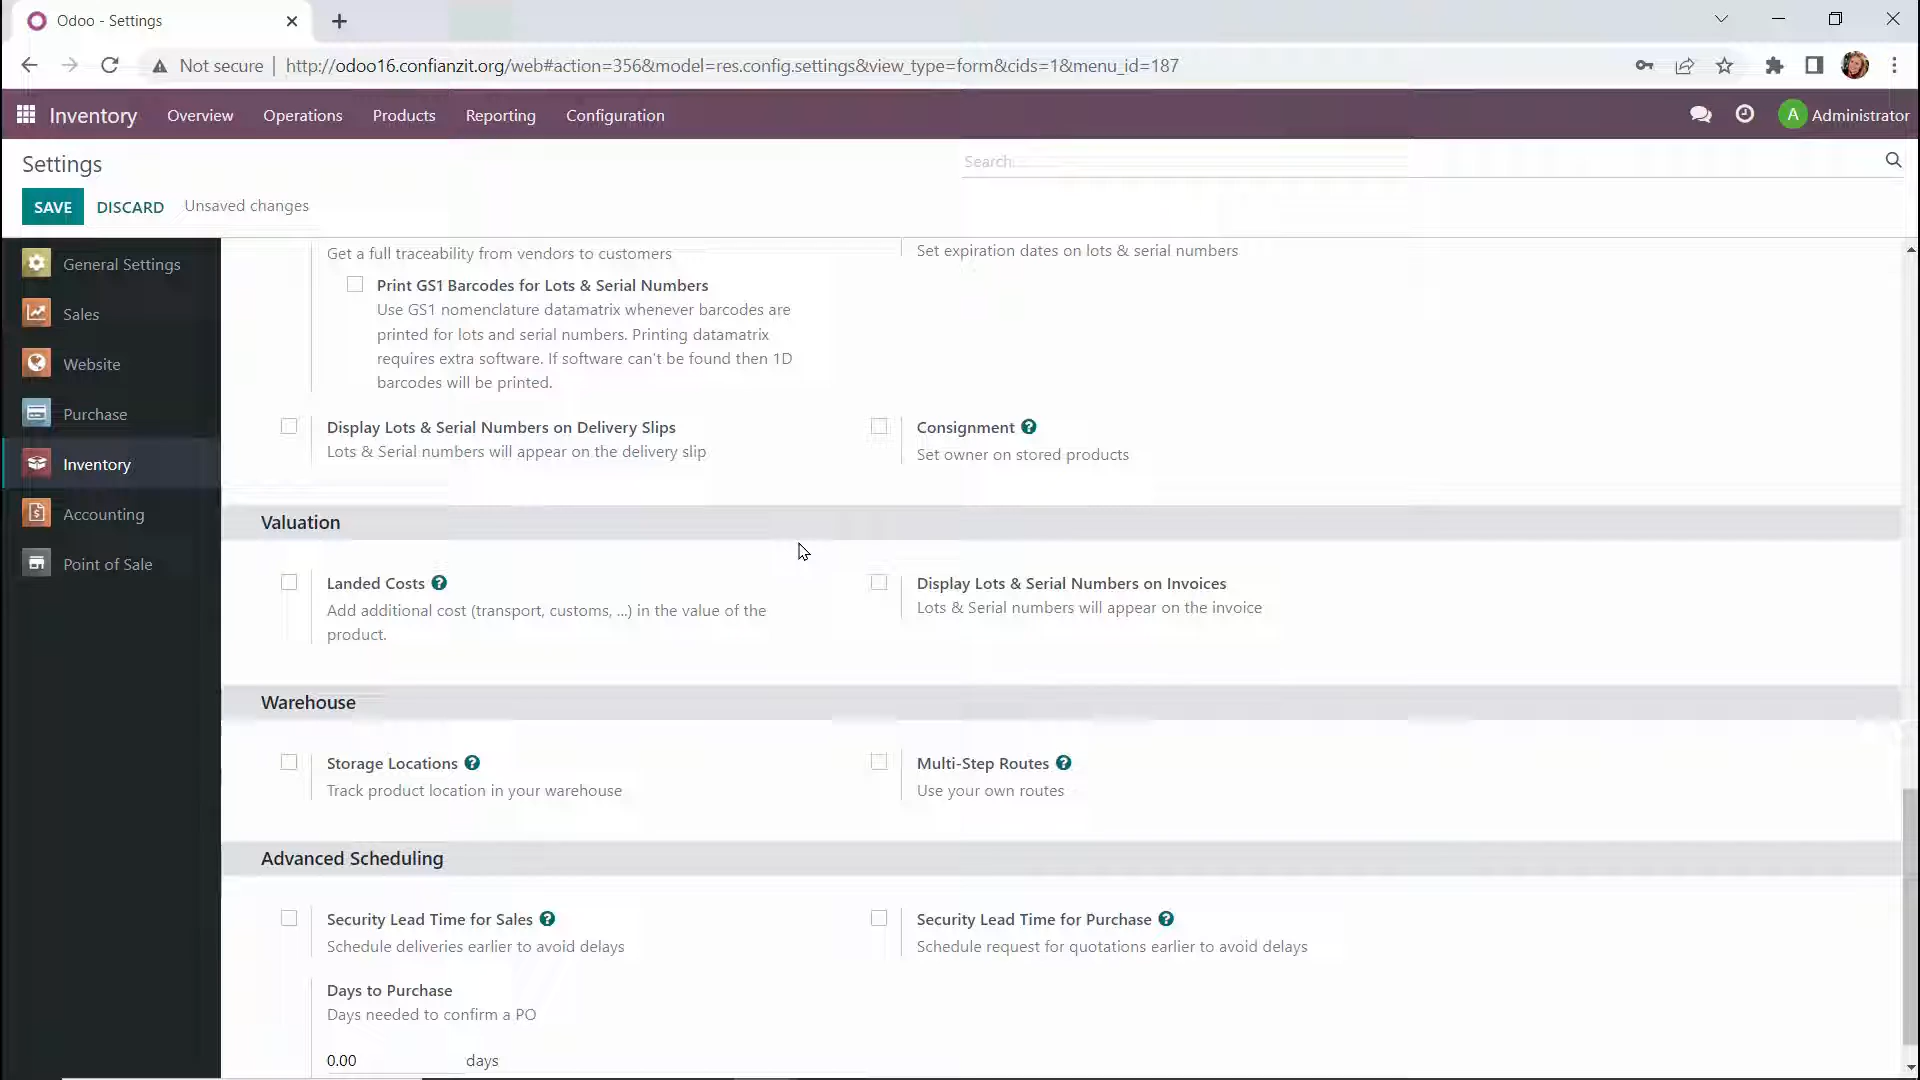 Odoo - Settings
Not secure | http://odoo16.confianzit.org/web#action=356&model=res.config.settings&view_type=form&cids=1&menu_id=187
Inventory Overview Operations Products Reporting Configuration A Administrator
Settings
Search...
SAVE DISCARD Unsaved changes
General Settings
Sales
Website
Purchase
Inventory
Accounting
Point of Sale
Get a full traceability from vendors to customers
Set expiration dates on lots & serial numbers
Print GS1 Barcodes for Lots & Serial Numbers
Use GS1 nomenclature datamatrix whenever barcodes are
printed for lots and serial numbers. Printing datamatrix
requires extra software. If software can't be found then 1D
barcodes will be printed.
Display Lots & Serial Numbers on Delivery Slips
Lots & Serial numbers will appear on the delivery slip
Consignment ?
Set owner on stored products
Valuation
Landed Costs ?
Add additional cost (transport, customs, ...) in the value of the
product.
Display Lots & Serial Numbers on Invoices
Lots & Serial numbers will appear on the invoice
Warehouse
Storage Locations ?
Track product location in your warehouse
Multi-Step Routes ?
Use your own routes
Advanced Scheduling
Security Lead Time for Sales ?
Schedule deliveries earlier to avoid delays
Security Lead Time for Purchase ?
Schedule request for quotations earlier to avoid delays
Days to Purchase
Days needed to confirm a PO
0.00 days